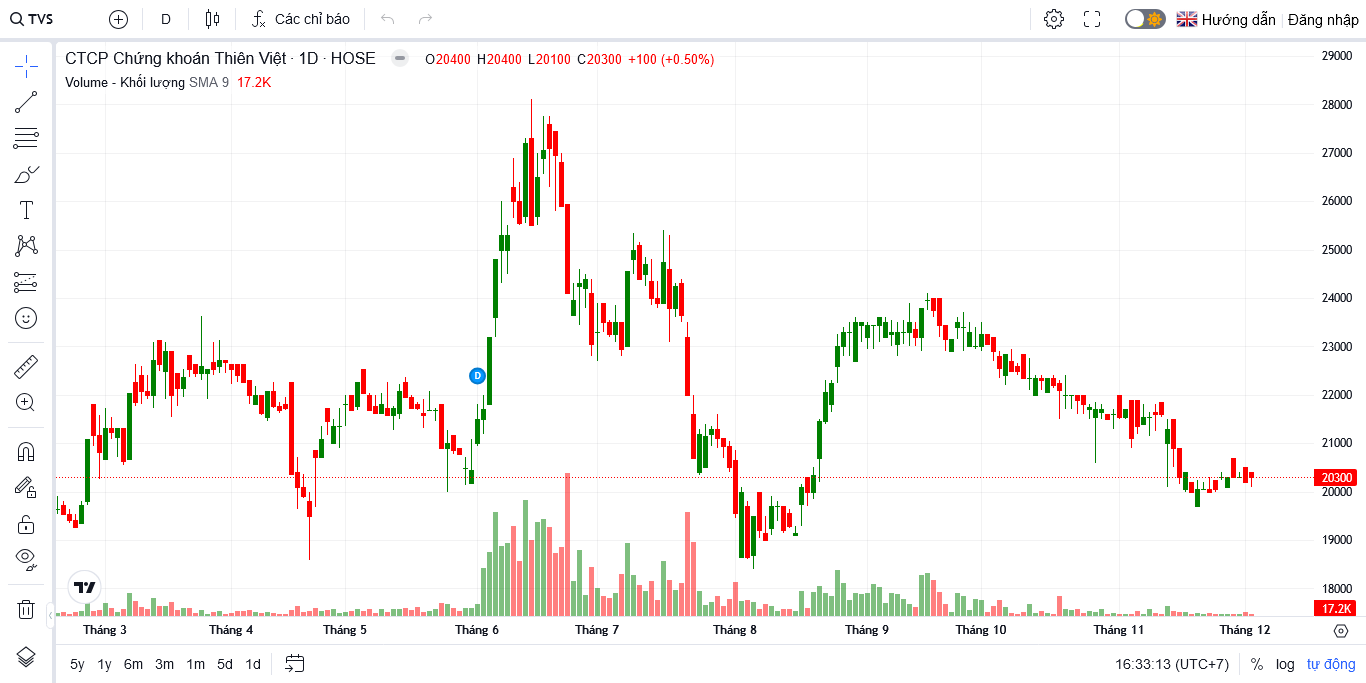 TVS D Các chỉ báo Hướng dẫn Đăng nhập
CTCP Chứng khoán Thiên Việt · 1D · HOSE O20400 H20400 L20100 C20300 +100 (+0.50%)
Volume - Khối lượng SMA 9 17.2K
29000
28000
27000
26000
25000
24000
23000
22000
21000
20300
20000
19000
18000
17.2K
D
Tháng 3 Tháng 4 Tháng 5 Tháng 6 Tháng 7 Tháng 8 Tháng 9 Tháng 10 Tháng 11 Tháng 12
5y 1y 6m 3m 1m 5d 1d 16:33:13 (UTC+7) % log tự động